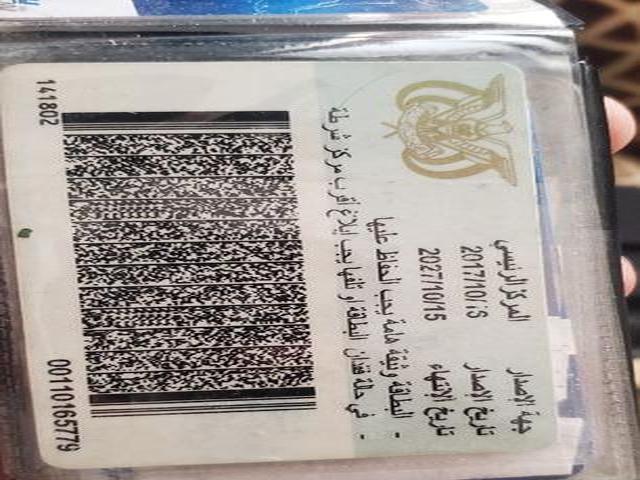 جهة الإصدار المركز الرئيسي
تاريخ الإصدار 2017/10/15
تاريخ الإنتهاء 2027/10/15
- البطاقة وثيقة هامة يجب الحفاظ عليها
- في حالة فقدان البطاقة او تلفها يجب إبلاغ أقرب مركز شرطة
141802 00110165779